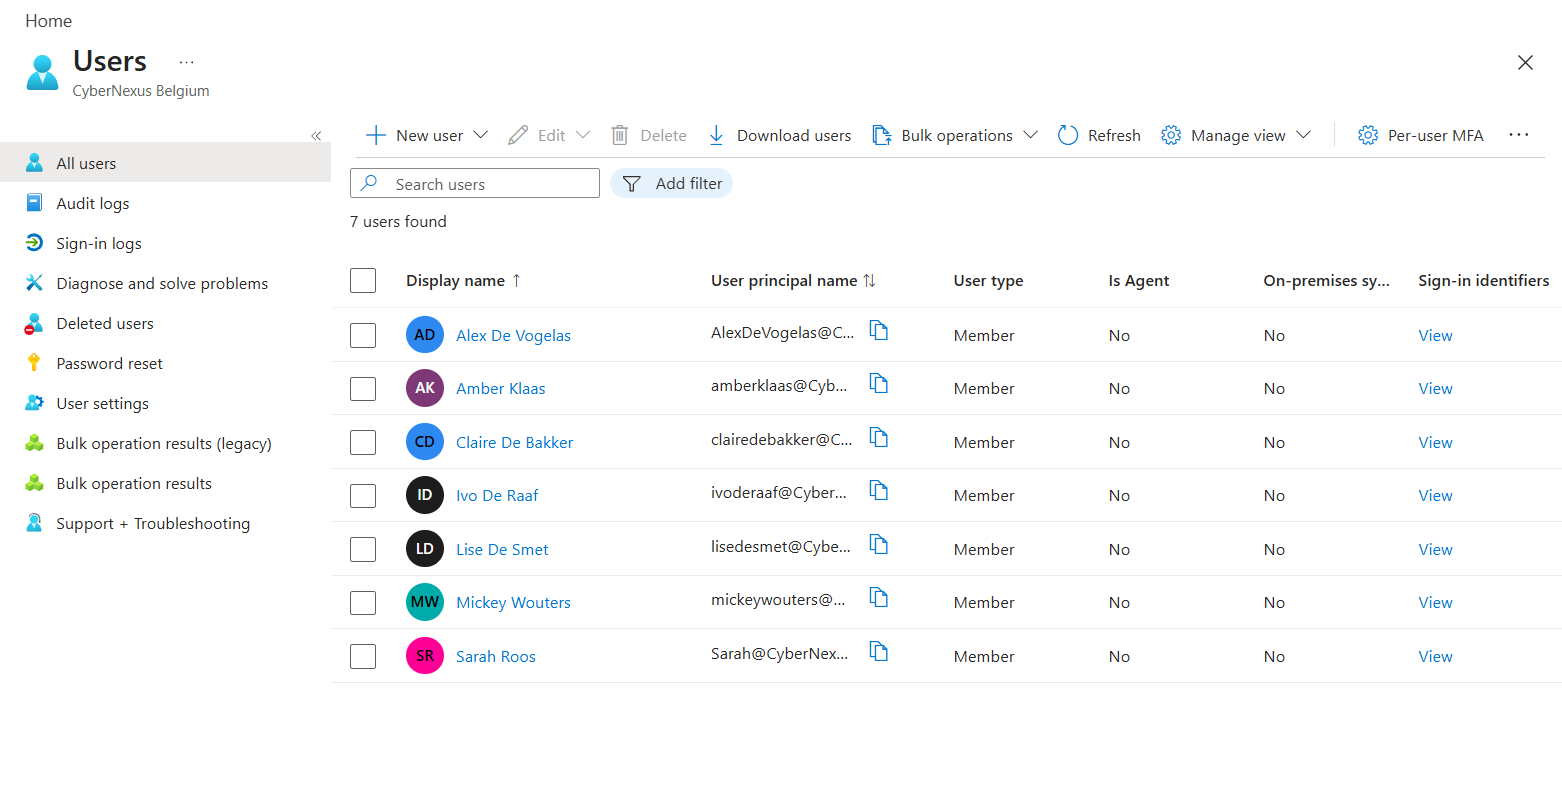 Home
Users ...
CyberNexus Belgium
«
All users
Audit logs
Sign-in logs
Diagnose and solve problems
Deleted users
Password reset
User settings
Bulk operation results (legacy)
Bulk operation results
Support + Troubleshooting
New user Edit Delete Download users Bulk operations Refresh Manage view Per-user MFA ...
Search users Add filter
7 users found
Display name ↑ User principal name ↑↓ User type Is Agent On-premises sy... Sign-in identifiers
AD Alex De Vogelas AlexDeVogelas@C... Member No No View
AK Amber Klaas amberklaas@Cyb... Member No No View
CD Claire De Bakker clairedebakker@C... Member No No View
ID Ivo De Raaf ivoderaaf@Cyber... Member No No View
LD Lise De Smet lisedesmet@Cybe... Member No No View
MW Mickey Wouters mickeywouters@... Member No No View
SR Sarah Roos Sarah@CyberNex... Member No No View